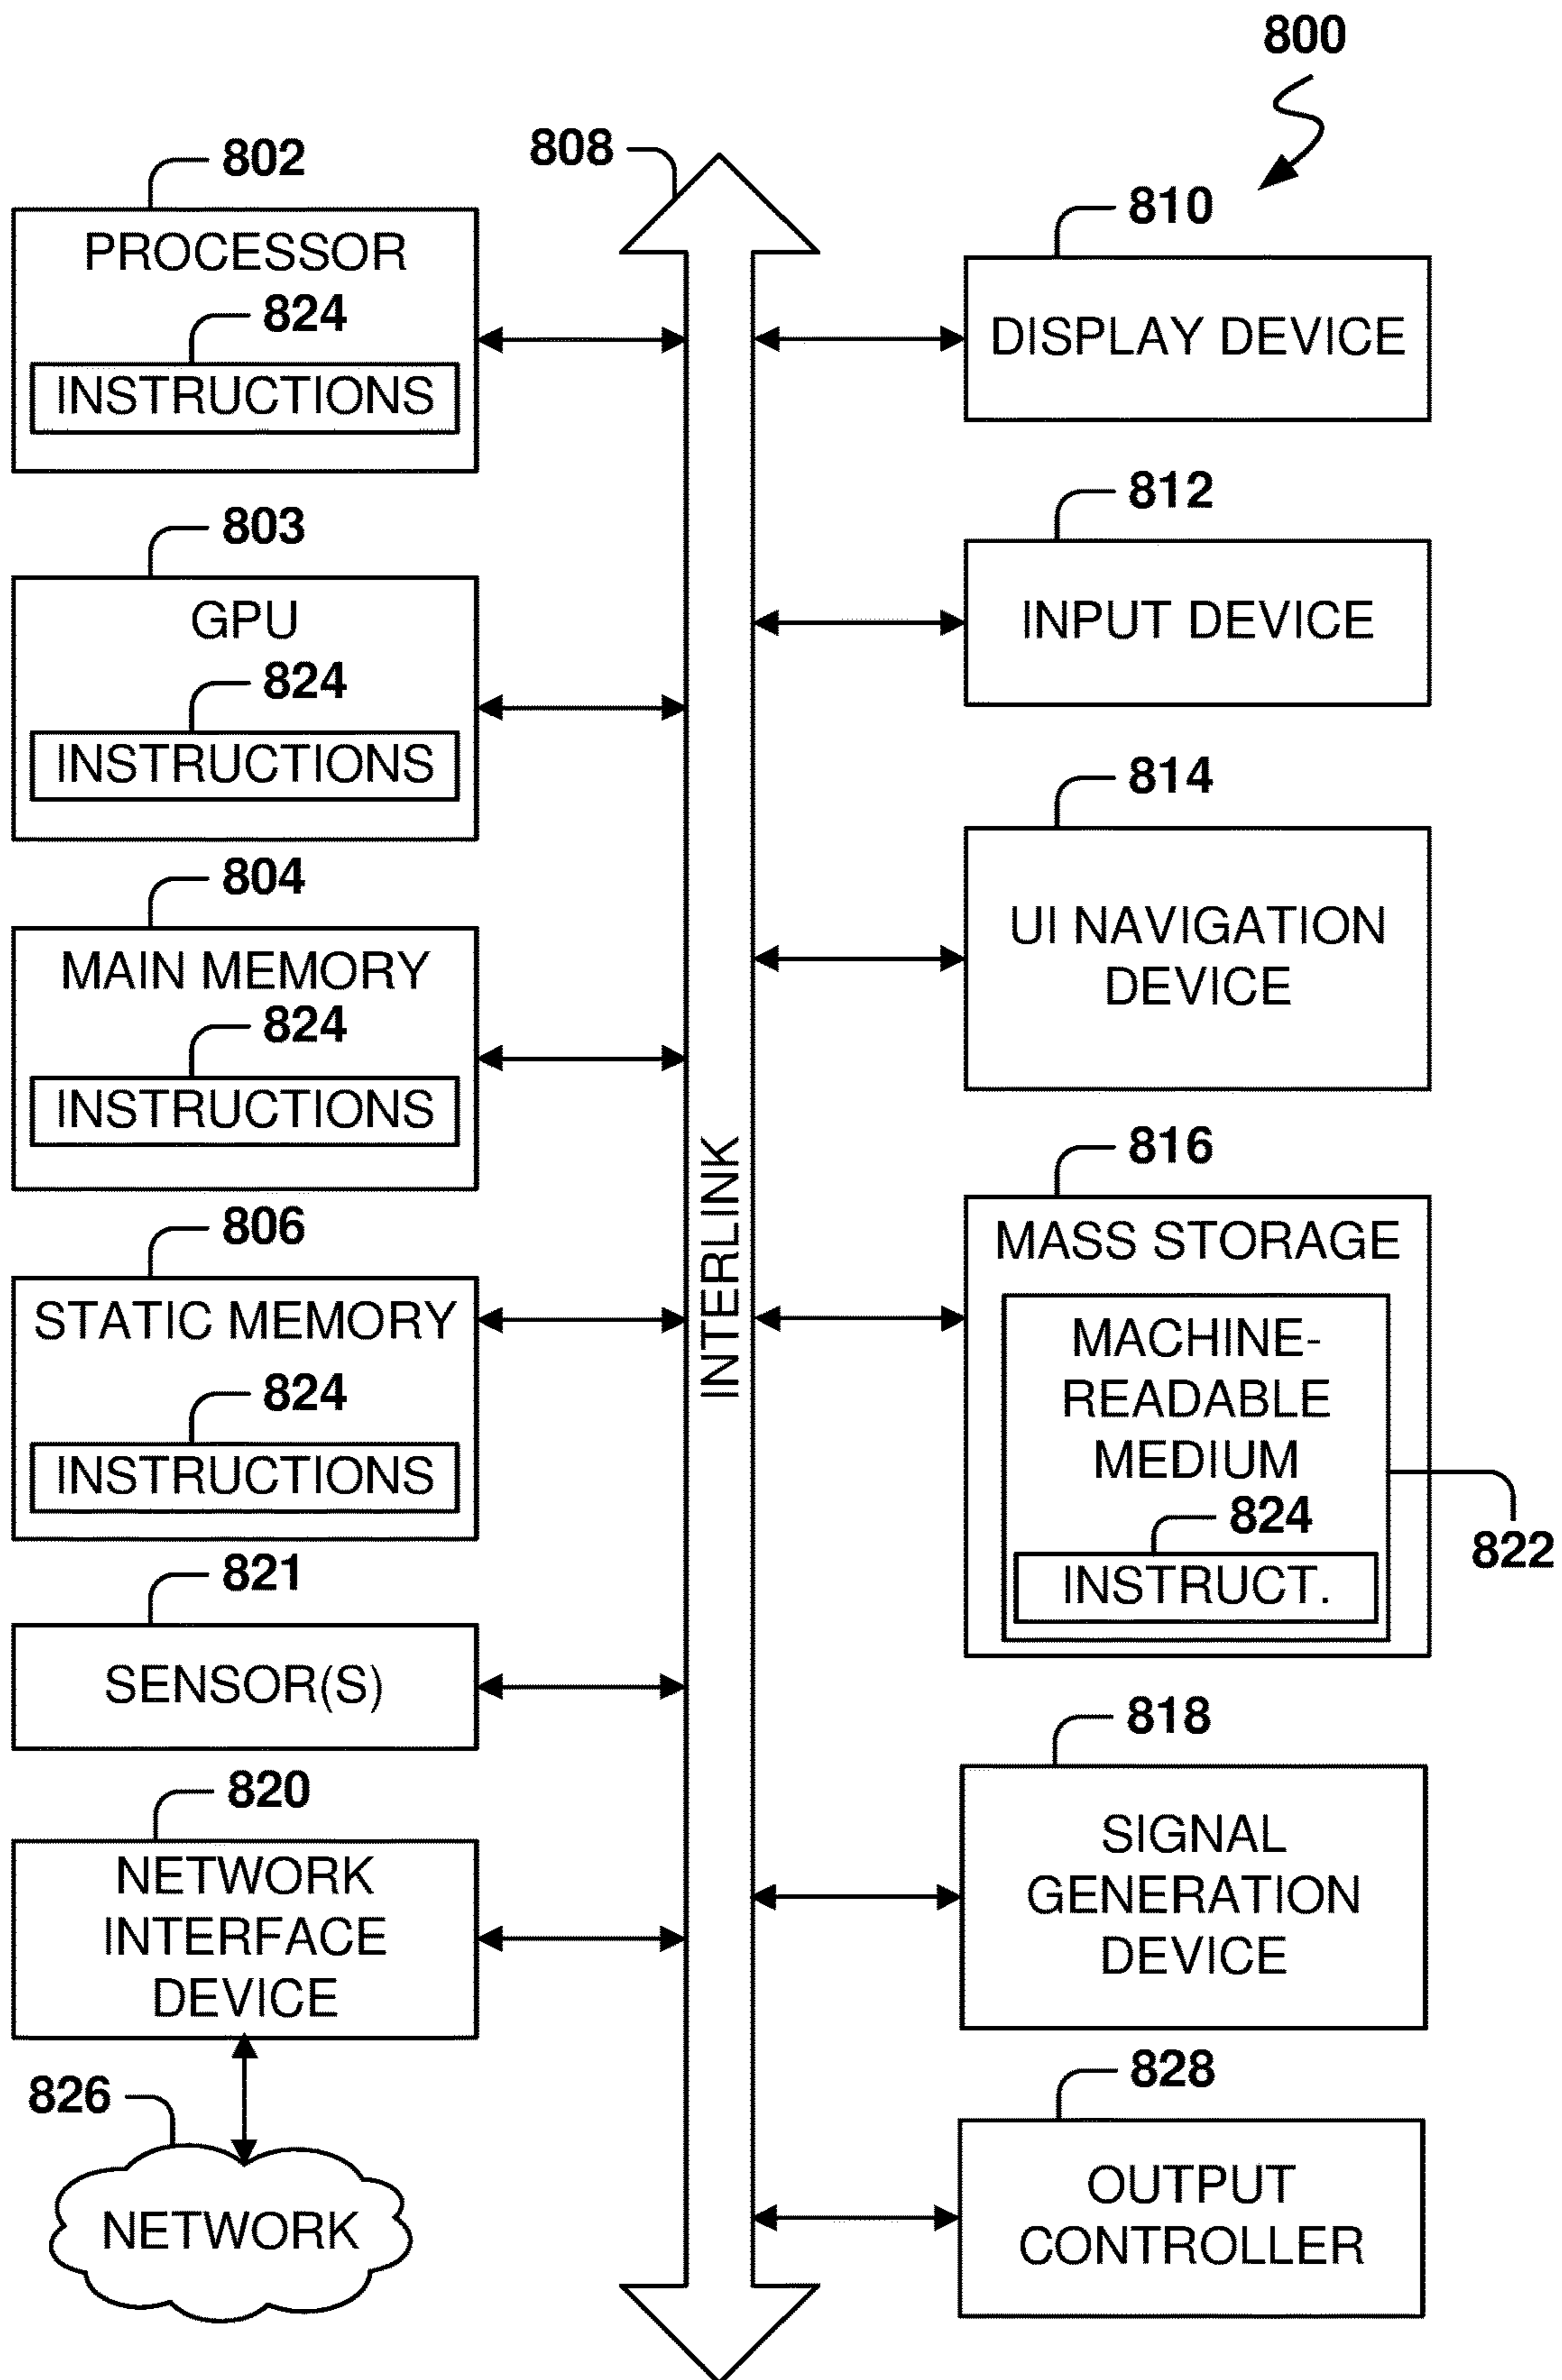 800
802
PROCESSOR
824
INSTRUCTIONS
803
GPU
824
INSTRUCTIONS
804
MAIN MEMORY
824
INSTRUCTIONS
806
STATIC MEMORY
824
INSTRUCTIONS
821
SENSOR(S)
820
NETWORK
INTERFACE
DEVICE
826
NETWORK
808
INTERLINK
810
DISPLAY DEVICE
812
INPUT DEVICE
814
UI NAVIGATION
DEVICE
816
MASS STORAGE
MACHINE-
READABLE
MEDIUM
824
INSTRUCT.
822
818
SIGNAL
GENERATION
DEVICE
828
OUTPUT
CONTROLLER